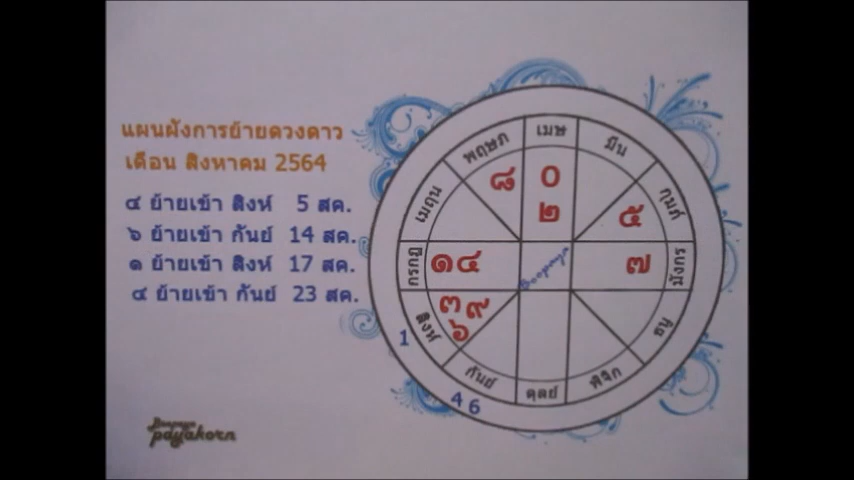 แผนผังการย้ายดวงดาว
เดือน สิงหาคม 2564
๔ ย้ายเข้า สิงห์ 5 สค.
๖ ย้ายเข้า กันย์ 14 สค.
๑ ย้ายเข้า สิงห์ 17 สค.
๔ ย้ายเข้า กันย์ 23 สค.
เมษ
พฤษภ
มีน
เมถุน
กุมภ์
๘
๐
๒
๕
กรกฎ
๑๔
Boopaya
๗
มังกร
๓ ๙
๖
สิงห์
ธนู
1
กันย์
ตุลย์
พิจิก
4 6
Boopaya
payakorn